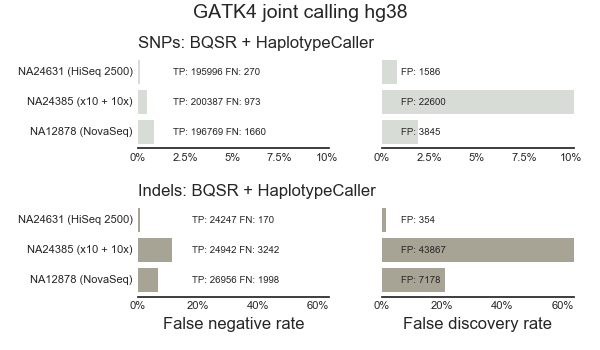 GATK4 joint calling hg38
SNPs: BQSR + HaplotypeCaller
NA24631 (HiSeq 2500) TP: 195996 FN: 270 FP: 1586
NA24385 (x10 + 10x) TP: 200387 FN: 973 FP: 22600
NA12878 (NovaSeq) TP: 196769 FN: 1660 FP: 3845
0% 2.5% 5% 7.5% 10% 0% 2.5% 5% 7.5% 10%
Indels: BQSR + HaplotypeCaller
NA24631 (HiSeq 2500) TP: 24247 FN: 170 FP: 354
NA24385 (x10 + 10x) TP: 24942 FN: 3242 FP: 43867
NA12878 (NovaSeq) TP: 26956 FN: 1998 FP: 7178
0% 20% 40% 60% 0% 20% 40% 60%
False negative rate False discovery rate